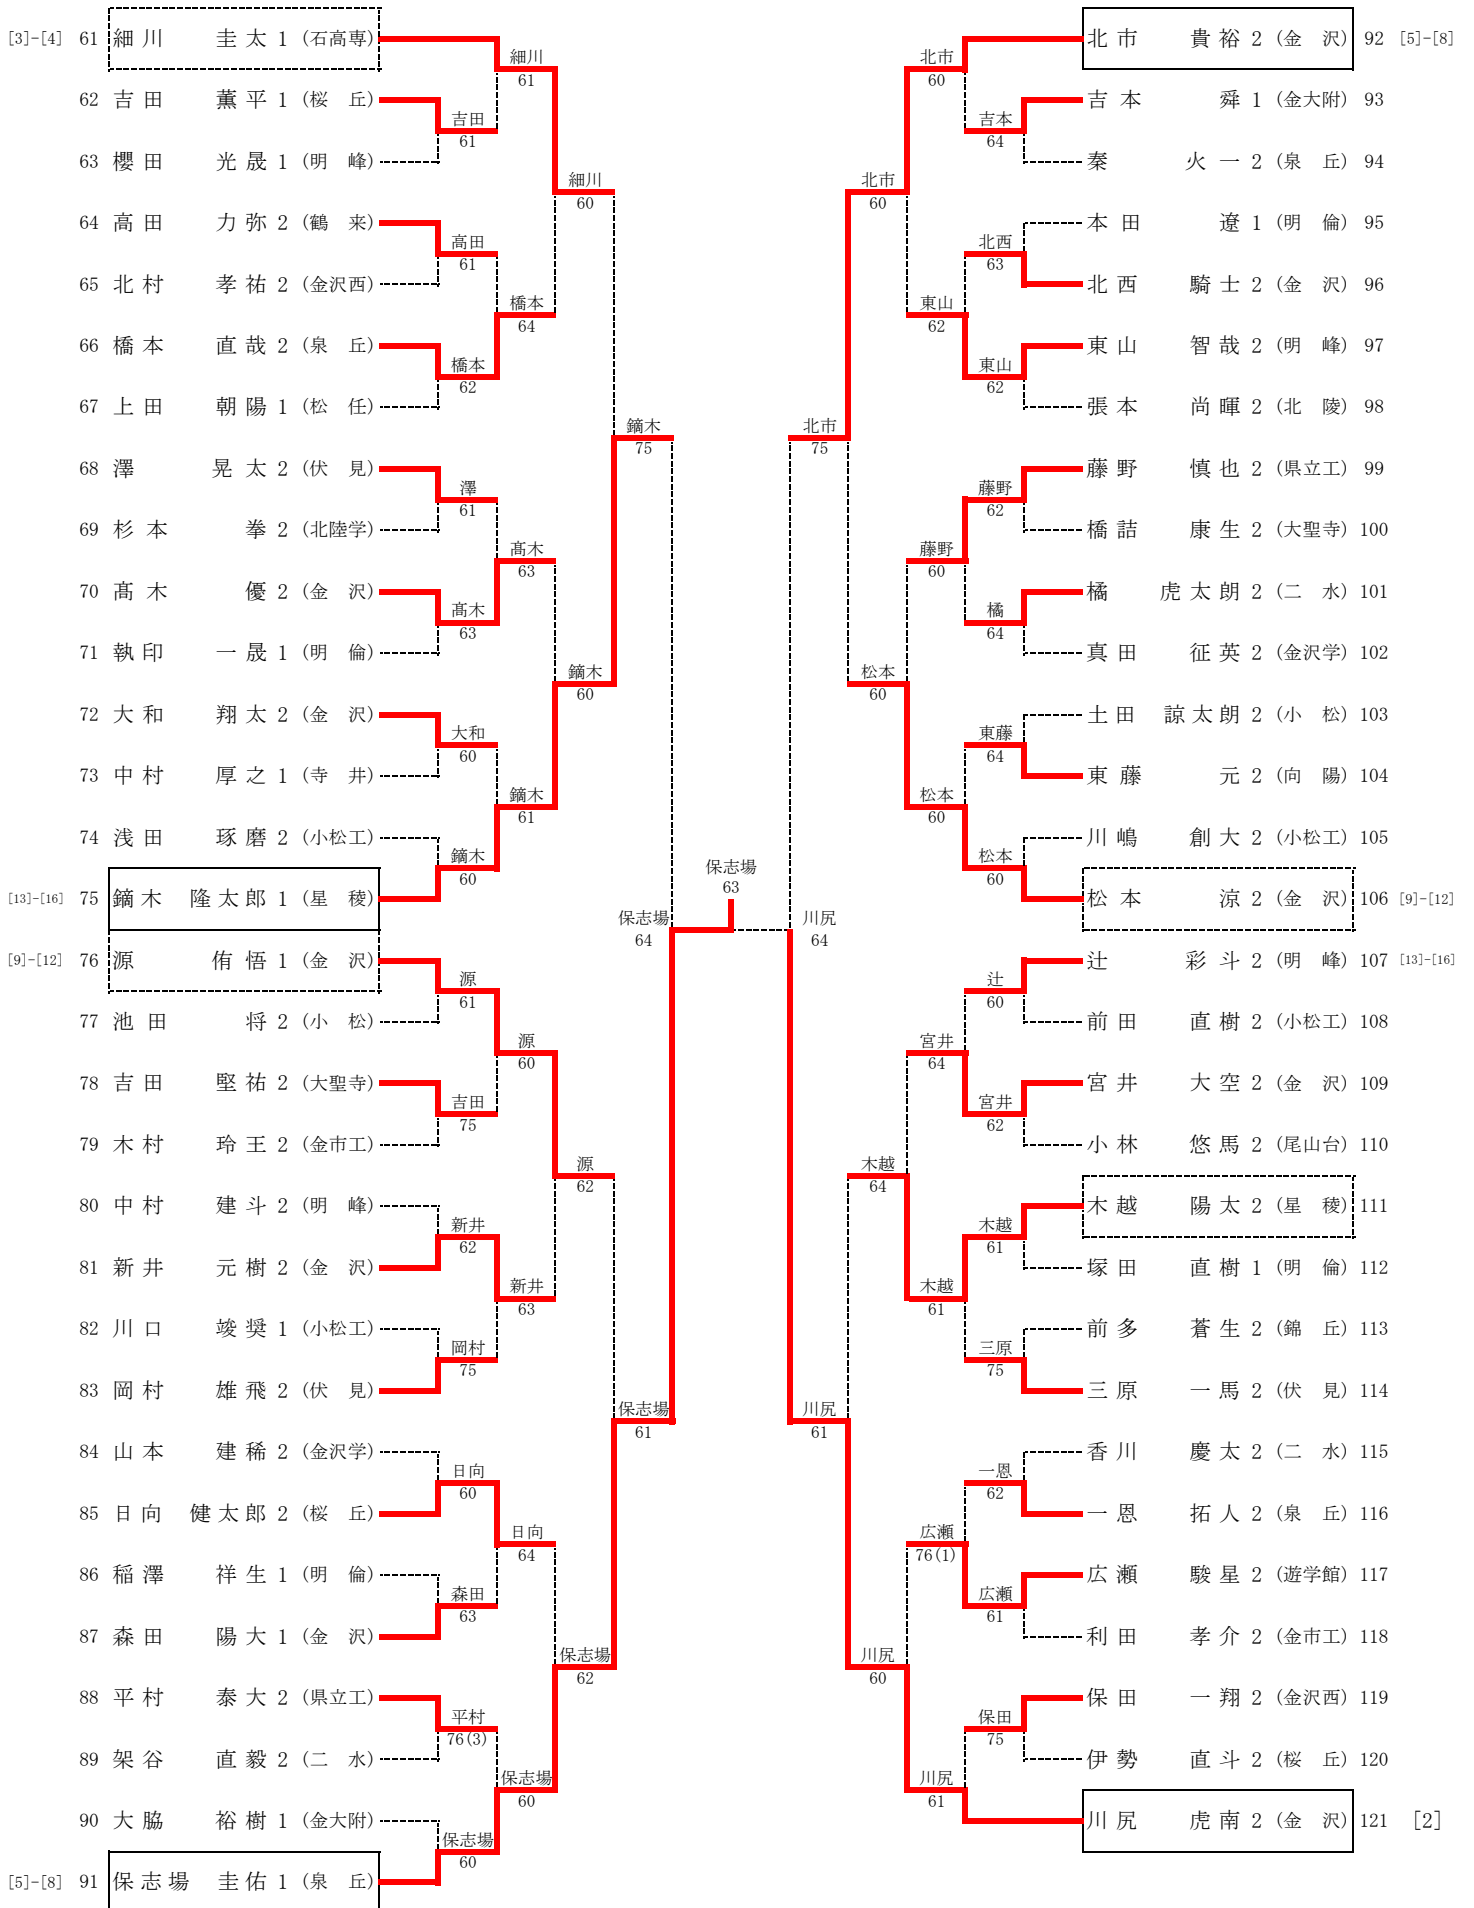 [3]-[4] 61 細川 圭太 1 (石高専)
62 吉田 薫平 1 (桜 丘)
63 櫻田 光晟 1 (明 峰)
64 高田 力弥 2 (鶴 来)
65 北村 孝祐 2 (金沢西)
66 橋本 直哉 2 (泉 丘)
67 上田 朝陽 1 (松 任)
68 澤 晃太 2 (伏 見)
69 杉本 拳 2 (北陸学)
70 髙木 優 2 (金 沢)
71 執印 一晟 1 (明 倫)
72 大和 翔太 2 (金 沢)
73 中村 厚之 1 (寺 井)
74 浅田 琢磨 2 (小松工)
[13]-[16] 75 鏑木 隆太郎 1 (星 稜)
[9]-[12] 76 源 侑悟 1 (金 沢)
77 池田 将 2 (小 松)
78 吉田 堅祐 2 (大聖寺)
79 木村 玲王 2 (金市工)
80 中村 建斗 2 (明 峰)
81 新井 元樹 2 (金 沢)
82 川口 竣奨 1 (小松工)
83 岡村 雄飛 2 (伏 見)
84 山本 建稀 2 (金沢学)
85 日向 健太郎 2 (桜 丘)
86 稲澤 祥生 1 (明 倫)
87 森田 陽大 1 (金 沢)
88 平村 泰大 2 (県立工)
89 架谷 直毅 2 (二 水)
90 大脇 裕樹 1 (金大附)
[5]-[8] 91 保志場 圭佑 1 (泉 丘)
吉田
61
高田
61
橋本
62
澤
61
髙木
63
大和
60
鏑木
60
源
61
吉田
75
新井
62
岡村
75
日向
60
森田
63
平村
76(3)
保志場
60
細川
61
橋本
64
髙木
63
鏑木
61
源
60
新井
63
日向
64
保志場
60
細川
60
鏑木
60
源
62
保志場
62
鏑木
75
保志場
61
保志場
64
保志場
63
川尻
64
北市
75
川尻
61
北市
60
松本
60
木越
64
川尻
60
北市
60
東山
62
藤野
60
松本
60
宮井
64
木越
61
広瀬
76(1)
川尻
61
吉本
64
北西
63
東山
62
藤野
62
橘
64
東藤
64
松本
60
辻
60
宮井
62
木越
61
三原
75
一恩
62
広瀬
61
保田
75
北市 貴裕 2 (金 沢) 92 [5]-[8]
吉本 舜 1 (金大附) 93
秦 火一 2 (泉 丘) 94
本田 遼 1 (明 倫) 95
北西 騎士 2 (金 沢) 96
東山 智哉 2 (明 峰) 97
張本 尚暉 2 (北 陵) 98
藤野 慎也 2 (県立工) 99
橋詰 康生 2 (大聖寺) 100
橘 虎太朗 2 (二 水) 101
真田 征英 2 (金沢学) 102
土田 諒太朗 2 (小 松) 103
東藤 元 2 (向 陽) 104
川嶋 創大 2 (小松工) 105
松本 涼 2 (金 沢) 106 [9]-[12]
辻 彩斗 2 (明 峰) 107 [13]-[16]
前田 直樹 2 (小松工) 108
宮井 大空 2 (金 沢) 109
小林 悠馬 2 (尾山台) 110
木越 陽太 2 (星 稜) 111
塚田 直樹 1 (明 倫) 112
前多 蒼生 2 (錦 丘) 113
三原 一馬 2 (伏 見) 114
香川 慶太 2 (二 水) 115
一恩 拓人 2 (泉 丘) 116
広瀬 駿星 2 (遊学館) 117
利田 孝介 2 (金市工) 118
保田 一翔 2 (金沢西) 119
伊勢 直斗 2 (桜 丘) 120
川尻 虎南 2 (金 沢) 121 [2]